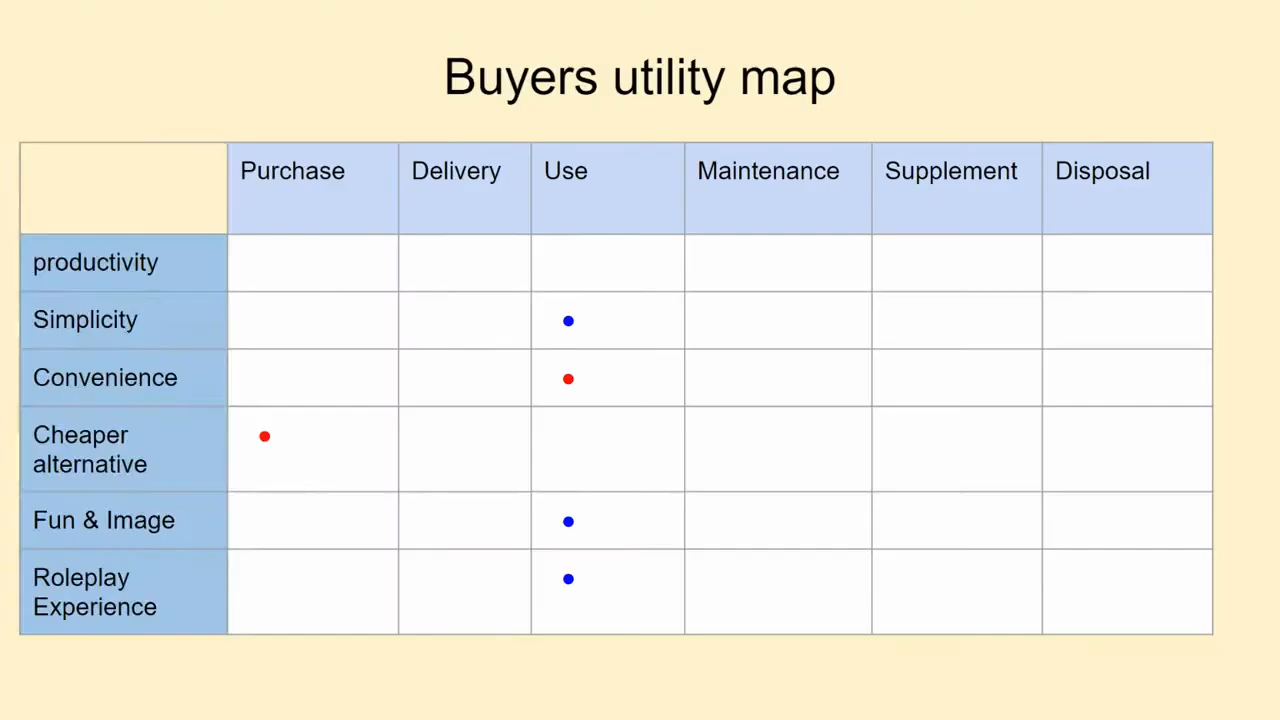 Buyers utility map
Purchase Delivery Use Maintenance Supplement Disposal
productivity
Simplicity
Convenience
Cheaper
alternative
Fun & Image
Roleplay
Experience